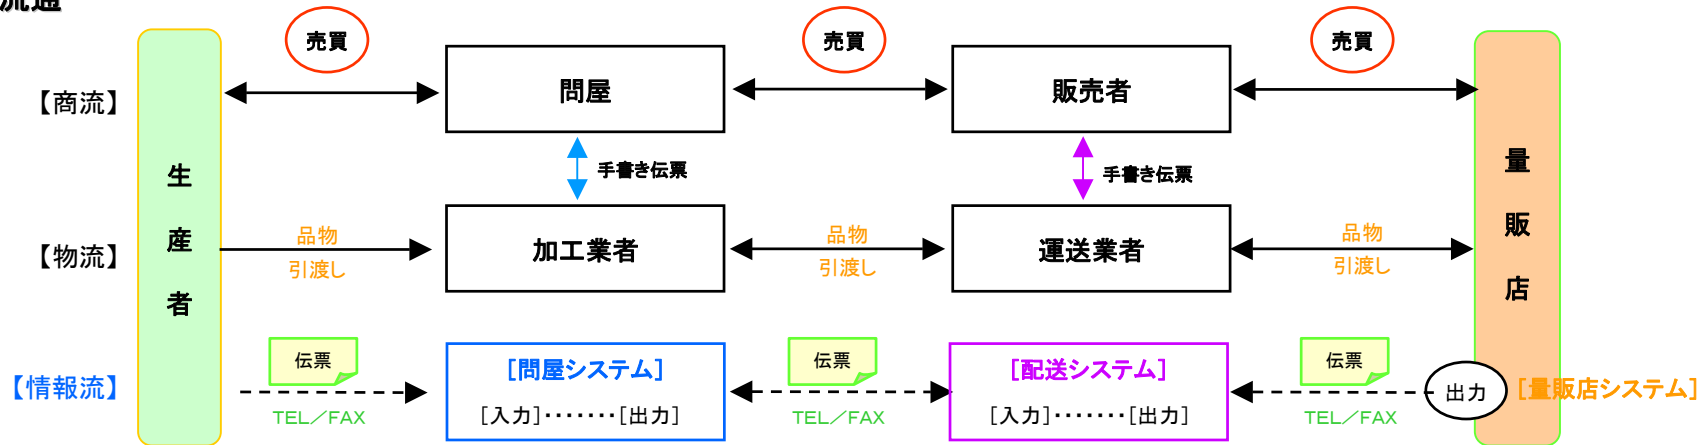 流通
売買
売買
売買
【商流】
問屋
販売者
手書き伝票
手書き伝票
生産者
量販店
【物流】
品物
引渡し
加工業者
品物
引渡し
運送業者
品物
引渡し
【情報流】
伝票
TEL／FAX
[問屋システム]
[入力]・・・・・・・[出力]
伝票
TEL／FAX
[配送システム]
[入力]・・・・・・・[出力]
伝票
TEL／FAX
出力
[量販店システム]